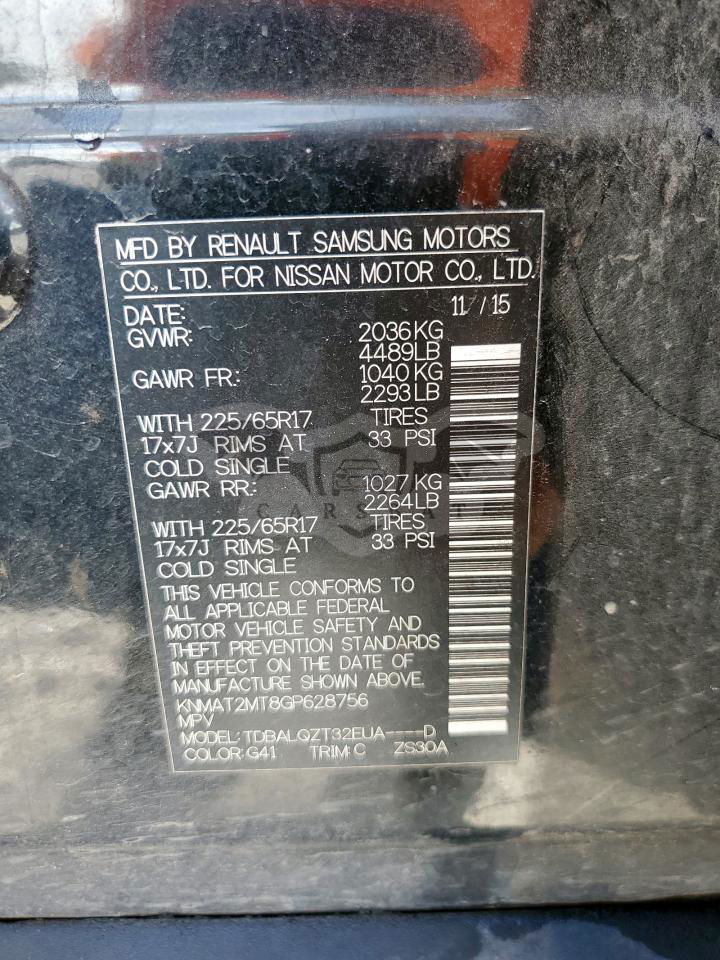 MFD BY RENAULT SAMSUNG MOTORS
CO., LTD. FOR NISSAN MOTOR CO., LTD.
DATE: 11 /15
GVWR: 2036KG
4489LB
GAWR FR.: 1040KG
2293LB
WITH 225/65R17 TIRES
17x7J RIMS AT 33 PSI
COLD SINGLE
GAWR RR.: 1027KG
2264LB
WITH 225/65R17 TIRES
17x7J RIMS AT 33 PSI
COLD SINGLE
THIS VEHICLE CONFORMS TO
ALL APPLICABLE FEDERAL
MOTOR VEHICLE SAFETY AND
THEFT PREVENTION STANDARDS
IN EFFECT ON THE DATE OF
MANUFACTURE SHOWN ABOVE.
KNMAT2MT8GP628756
MPV
MODEL: TDBALQZT32EUA----D
COLOR: G41 TRIM: C ZS30A